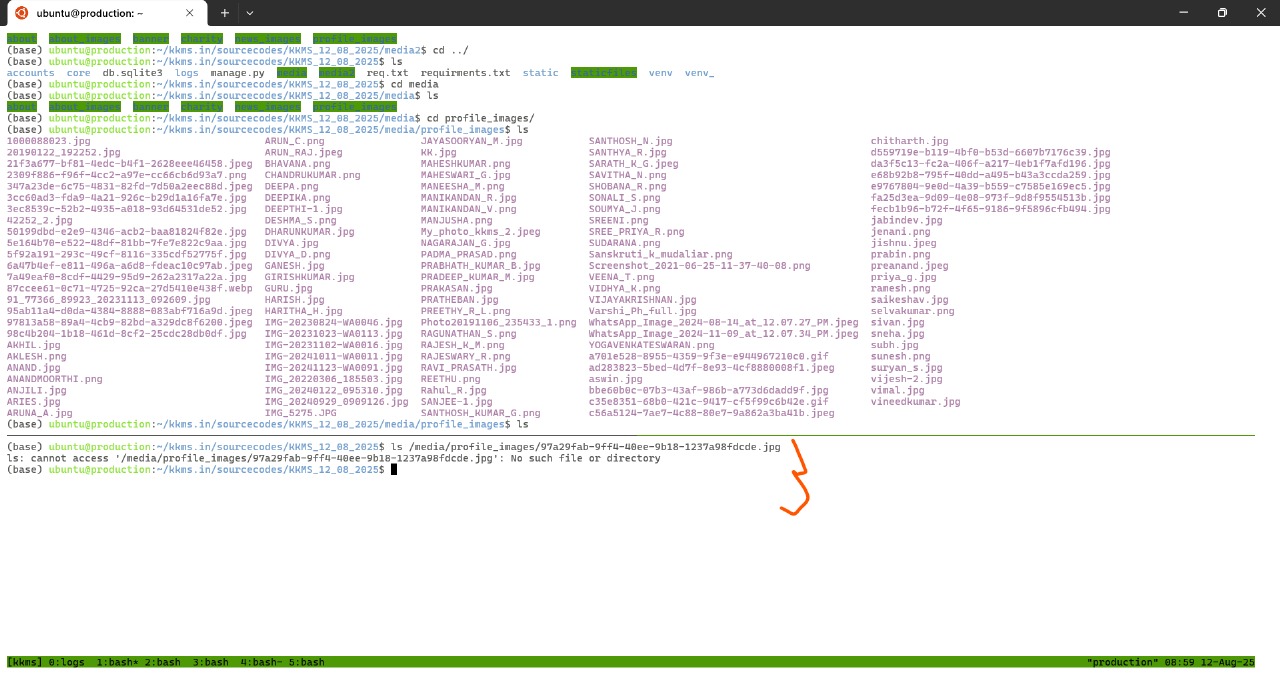 ubuntu@production: ~
about about_images banner charity news_images profile_images
(base) ubuntu@production:~/kkms.in/sourcecodes/KKMS_12_08_2025/media2$ cd ../
(base) ubuntu@production:~/kkms.in/sourcecodes/KKMS_12_08_2025$ ls
accounts core db.sqlite3 logs manage.py media media2 req.txt requirments.txt static staticfiles venv venv_
(base) ubuntu@production:~/kkms.in/sourcecodes/KKMS_12_08_2025$ cd media
(base) ubuntu@production:~/kkms.in/sourcecodes/KKMS_12_08_2025/media$ ls
about about_images banner charity news_images profile_images
(base) ubuntu@production:~/kkms.in/sourcecodes/KKMS_12_08_2025/media$ cd profile_images/
(base) ubuntu@production:~/kkms.in/sourcecodes/KKMS_12_08_2025/media/profile_images$ ls
1000088023.jpg ARUN_C.png JAYASOORYAN_M.jpg SANTHOSH_N.jpg chitharth.jpg
20190122_192252.jpg ARUN_RAJ.jpeg KK.jpg SANTHYA_R.jpg d559719e-b119-4bf0-b53d-6607b7176c39.jpg
21f3a677-bf81-4edc-b4f1-2628eee46458.jpeg BHAVANA.png MAHESHKUMAR.png SARATH_K_G.jpeg da3f5c13-fc2a-406f-a217-4eb1f7afd196.jpg
2309f886-f96f-4cc2-a97e-cc66cb6d93a7.png CHANDRUKUMAR.png MAHESWARI_G.jpg SAVITHA_N.png e68b92b8-795f-40dd-a495-b43a3ccda259.jpg
347a23de-6c75-4831-82fd-7d50a2eec88d.jpeg DEEPA.png MANEESHA_M.png SHOBANA_R.png e9767804-9e0d-4a39-b559-c7585e169ec5.jpg
3cc60ad3-fda9-4a21-926c-b29d1a16fa7e.jpg DEEPIKA.png MANIKANDAN_R.jpg SONALI_S.png fa25d3ea-9d09-4e08-973f-9d8f9554513b.jpg
3ec8539c-52b2-4935-a018-93d64531de52.jpg DEEPTHI-1.jpg MANIKANDAN_V.png SOUMYA_J.png fecb1b96-b72f-4f65-9186-9f5896cfb494.jpg
42252_2.jpg DESHMA_S.png MANJUSHA.png SREENI.png jabindev.jpg
50199dbd-e2e9-4346-acb2-baa81824f82e.jpg DHARUNKUMAR.jpg My_photo_kkms_2.jpeg SREE_PRIYA_R.png jenani.png
5e164b70-e522-48df-81bb-7fe7e822c9aa.jpg DIVYA.jpg NAGARAJAN_G.jpg SUDARANA.png jishnu.jpeg
5f92a191-293c-49cf-8116-335cdf52775f.jpg DIVYA_D.png PADMA_PRASAD.png Sanskruti_k_mudaliar.png prabin.png
6a47b4ef-e811-496a-a6d8-fdeac10c97ab.jpeg GANESH.jpg PRABHATH_KUMAR_B.jpg Screenshot_2021-06-25-11-37-40-08.png preanand.jpeg
7a49eaf0-8cdf-4429-95d9-262a2317a22a.jpg GIRISHKUMAR.jpg PRADEEP_KUMAR_M.jpg VEENA_T.png priya_g.jpg
87ccee61-0c71-4725-92ca-27d5410e438f.webp GURU.jpg PRAKASAN.jpg VIDHYA_K.png ramesh.png
91_77366_89923_20231113_092609.jpg HARISH.jpg PRATHEBAN.jpg VIJAYAKRISHNAN.jpg saikeshav.jpg
95ab11a4-d0da-4384-8888-083abf716a9d.jpeg HARITHA_H.jpg PREETHY_R_L.png Varshi_Ph_full.jpg selvakumar.png
97813a58-89a4-4cb9-82bd-a329dc8f6200.jpeg IMG-20230824-WA0046.jpg Photo20191106_235433_1.png WhatsApp_Image_2024-08-14_at_12.07.27_PM.jpeg sivan.jpg
98c4b204-1b18-461d-8cf2-25cdc28db0df.jpg IMG-20231023-WA0113.jpg RAGUNATHAN_S.png WhatsApp_Image_2024-11-09_at_12.07.34_PM.jpeg sneha.jpg
AKHIL.jpg IMG-20231102-WA0016.jpg RAJESH_K_M.png YOGAVENKATESWARAN.png subh.jpg
AKLESH.png IMG-20241011-WA0011.jpg RAJESWARY_R.png a701e528-8955-4359-9f3e-e944967210c0.gif sunesh.png
ANAND.jpg IMG-20241123-WA0091.jpg RAVI_PRASATH.jpg ad283823-5bed-4d7f-8e93-4cf8880008f1.jpeg suryan_s.jpg
ANANDMOORTHI.png IMG_20220306_185503.jpg REETHU.png aswin.jpg vijesh-2.jpg
ANJILI.jpg IMG_20240122_095310.jpg Rahul_R.jpg bbe60b0c-07b3-43af-986b-a773d6dadd9f.jpg vimal.jpg
ARIES.jpg IMG_20240929_0909126.jpg SANJEE-1.jpg c35e8351-68b0-421c-9417-cf5f99c6b42e.gif vineedkumar.jpg
ARUNA_A.jpg IMG_5275.JPG SANTHOSH_KUMAR_G.png c56a5124-7ae7-4c88-80e7-9a862a3ba41b.jpeg
(base) ubuntu@production:~/kkms.in/sourcecodes/KKMS_12_08_2025/media/profile_images$ ls
(base) ubuntu@production:~/kkms.in/sourcecodes/KKMS_12_08_2025$ ls /media/profile_images/97a29fab-9ff4-40ee-9b18-1237a98fdcde.jpg
ls: cannot access '/media/profile_images/97a29fab-9ff4-40ee-9b18-1237a98fdcde.jpg': No such file or directory
(base) ubuntu@production:~/kkms.in/sourcecodes/KKMS_12_08_2025$
[kkms] 0:logs 1:bash* 2:bash 3:bash 4:bash- 5:bash "production" 08:59 12-Aug-25